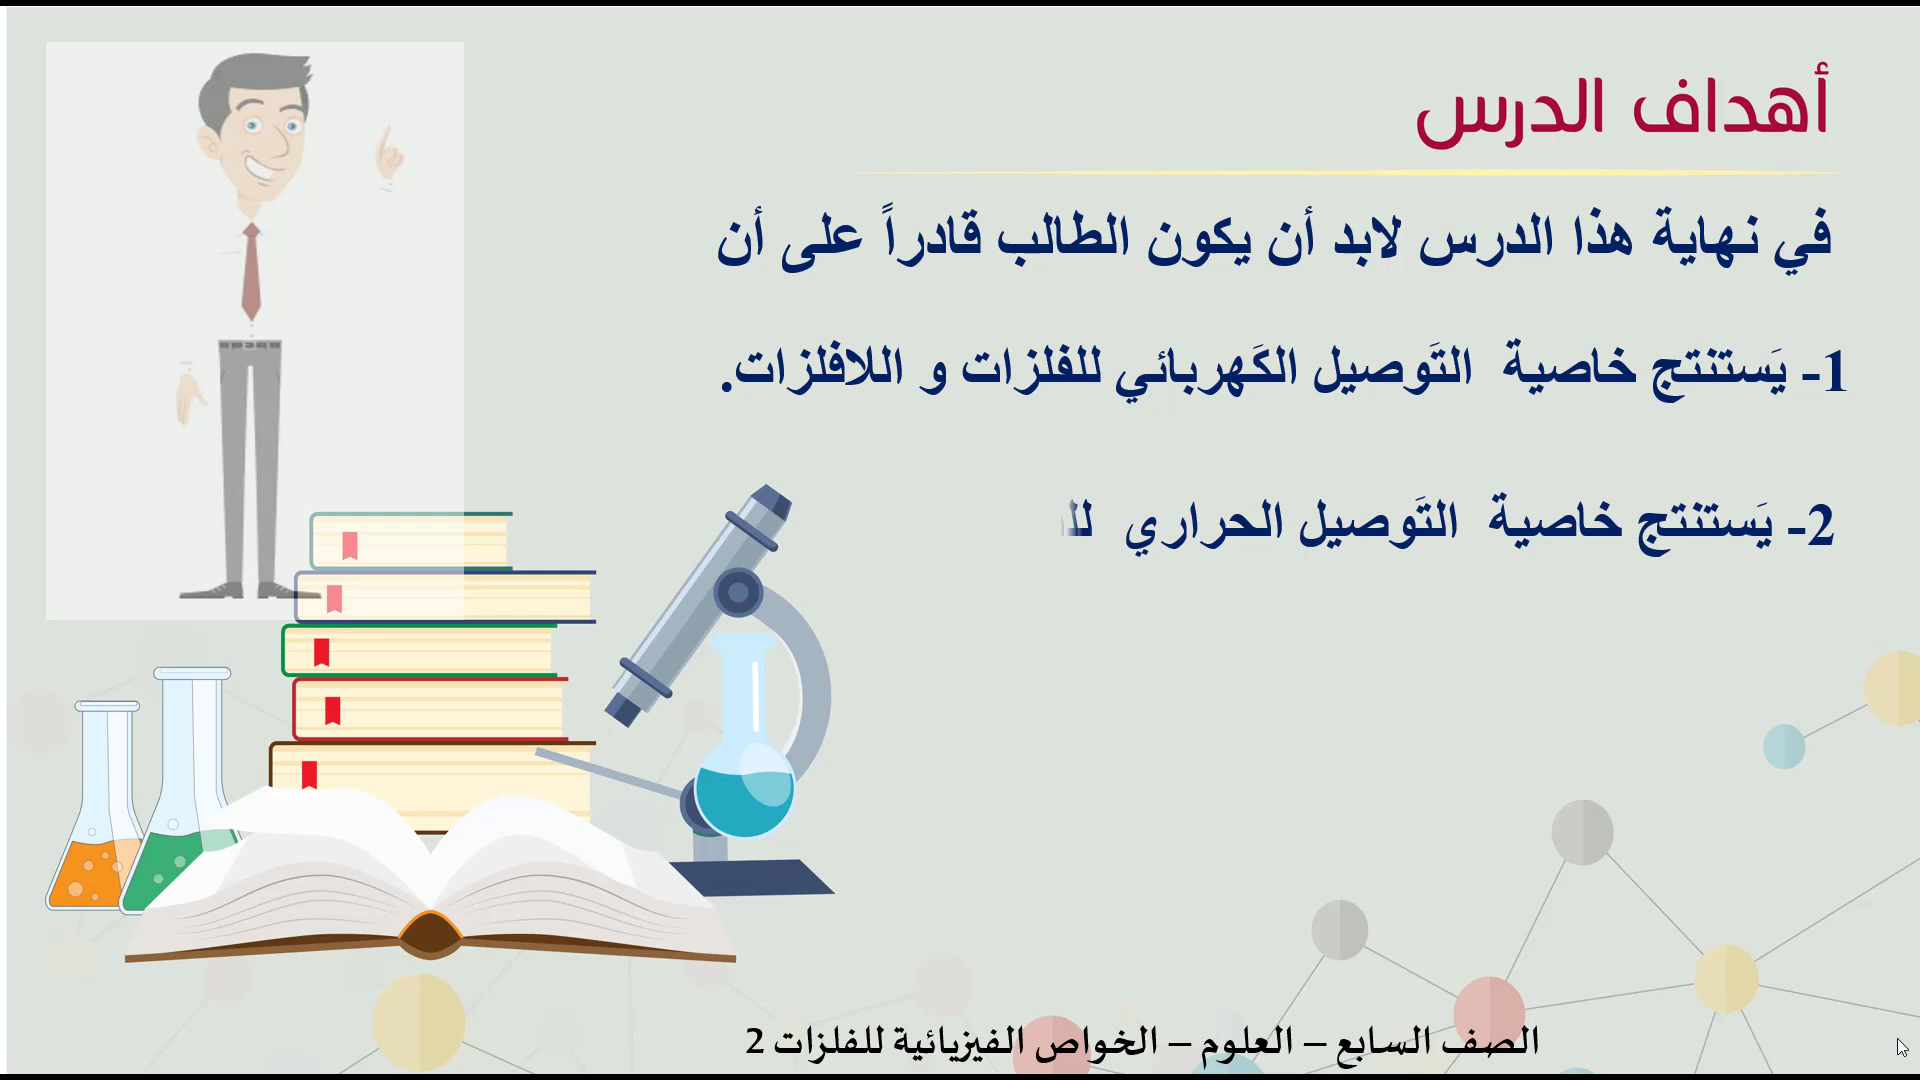 أهداف الدرس
في نهاية هذا الدرس لابد أن يكون الطالب قادراً على أن
1- يَستنتج خاصية التَوصيل الكَهربائي للفلزات و اللافلزات.
2- يَستنتج خاصية التَوصيل الحراري
الصف السابع – العلوم – الخواص الفيزيائية للفلزات 2